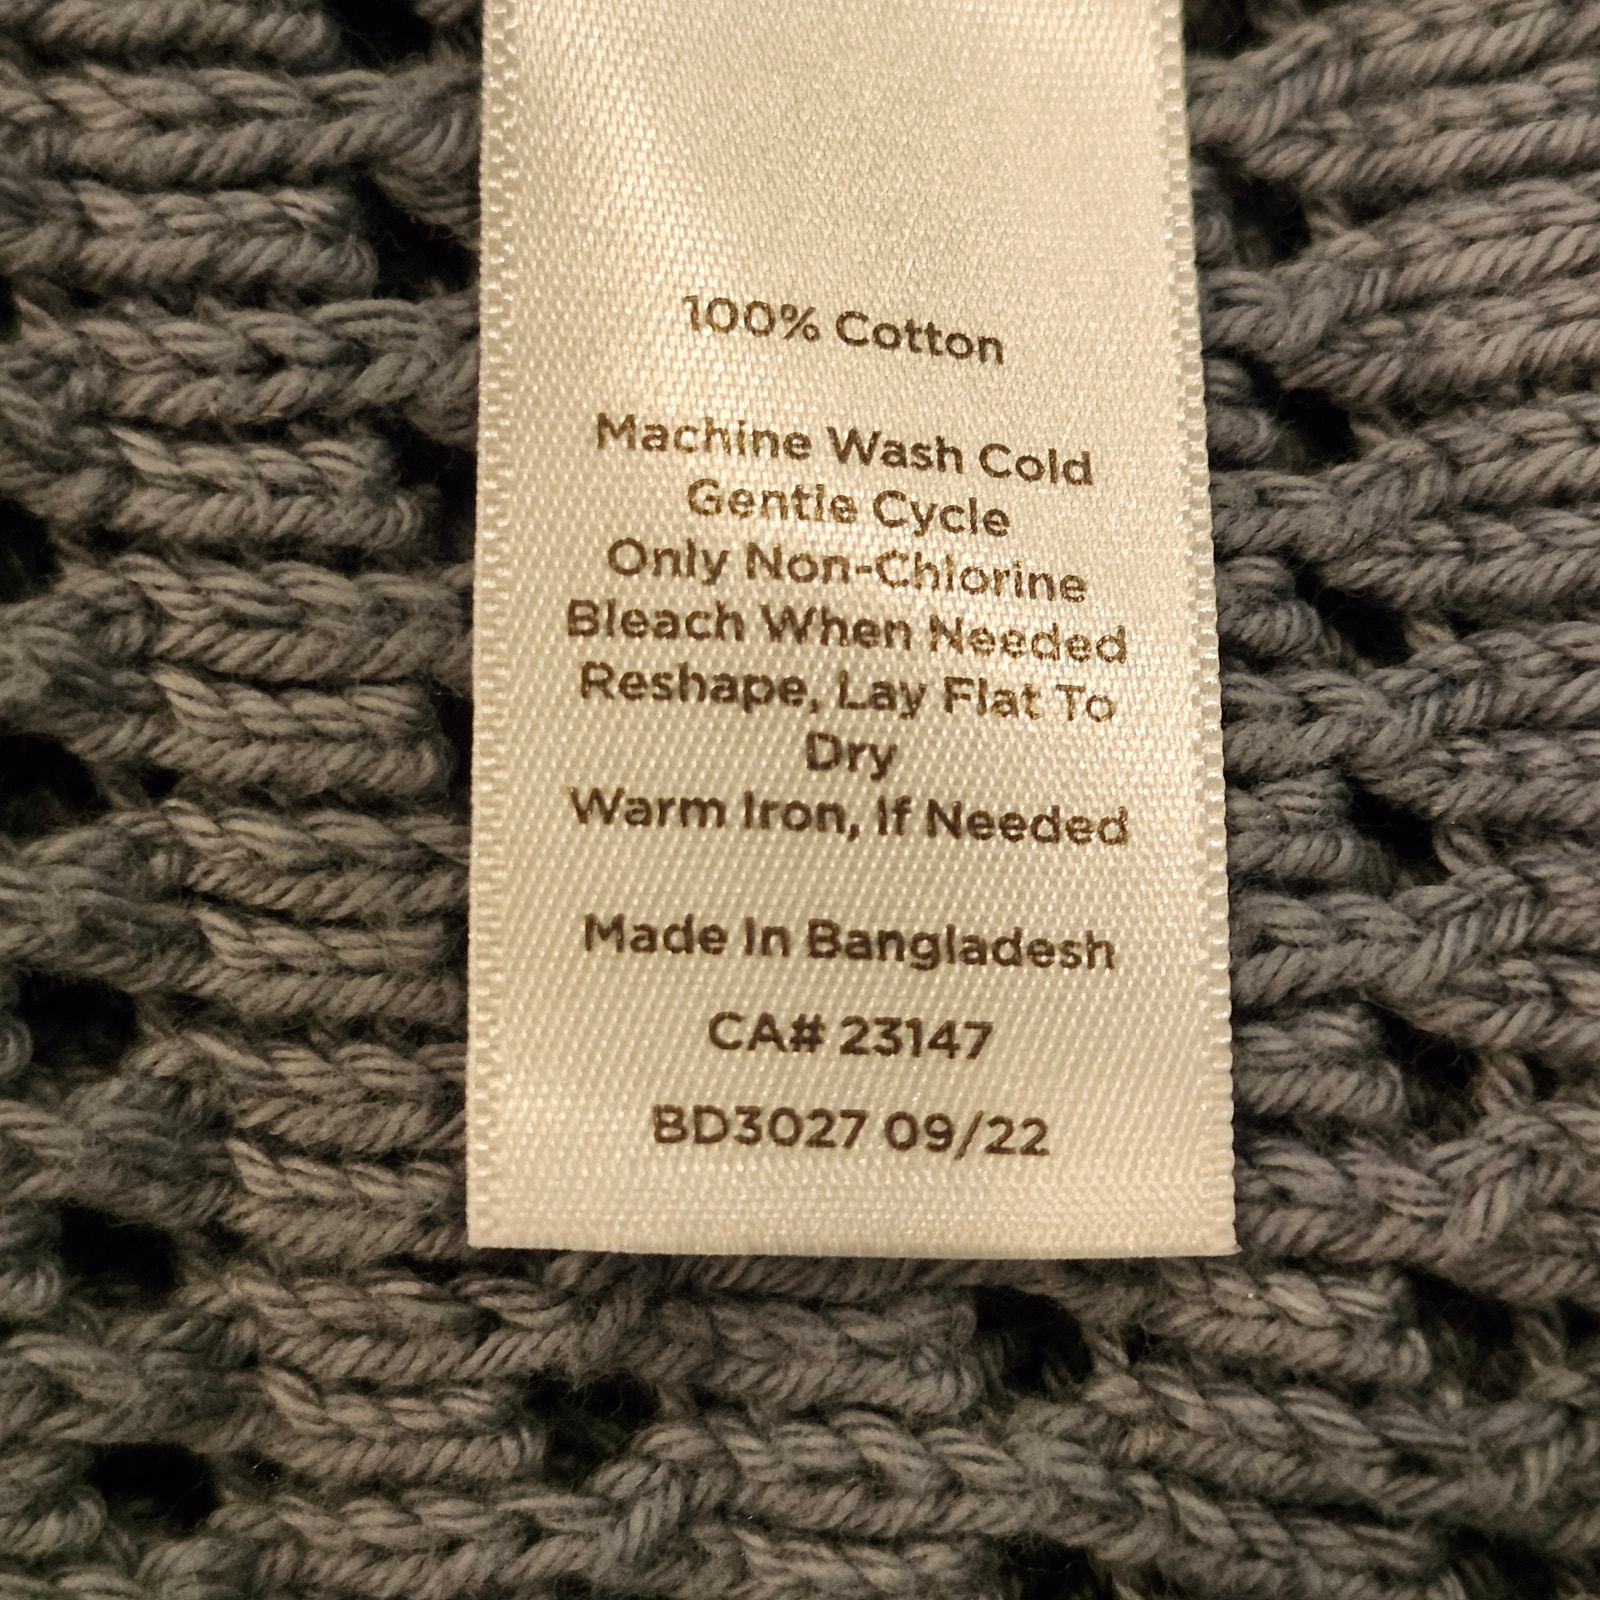 100% Cotton
Machine Wash Cold
Gentle Cycle
Only Non-Chlorine
Bleach When Needed
Reshape, Lay Flat To
Dry
Warm Iron, If Needed
Made In Bangladesh
CA# 23147
BD3027 09/22